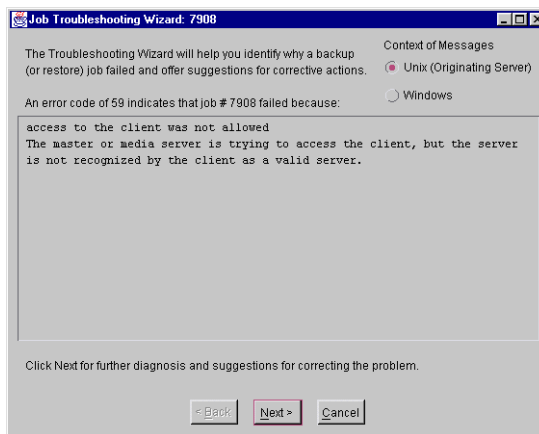 Job Troubleshooting Wizard: 7908
The Troubleshooting Wizard will help you identify why a backup
(or restore) job failed and offer suggestions for corrective actions.
Context of Messages
Unix (Originating Server)
Windows
An error code of 59 indicates that job # 7908 failed because:
access to the client was not allowed
The master or media server is trying to access the client, but the server
is not recognized by the client as a valid server.
Click Next for further diagnosis and suggestions for correcting the problem.
< Back
Next >
Cancel